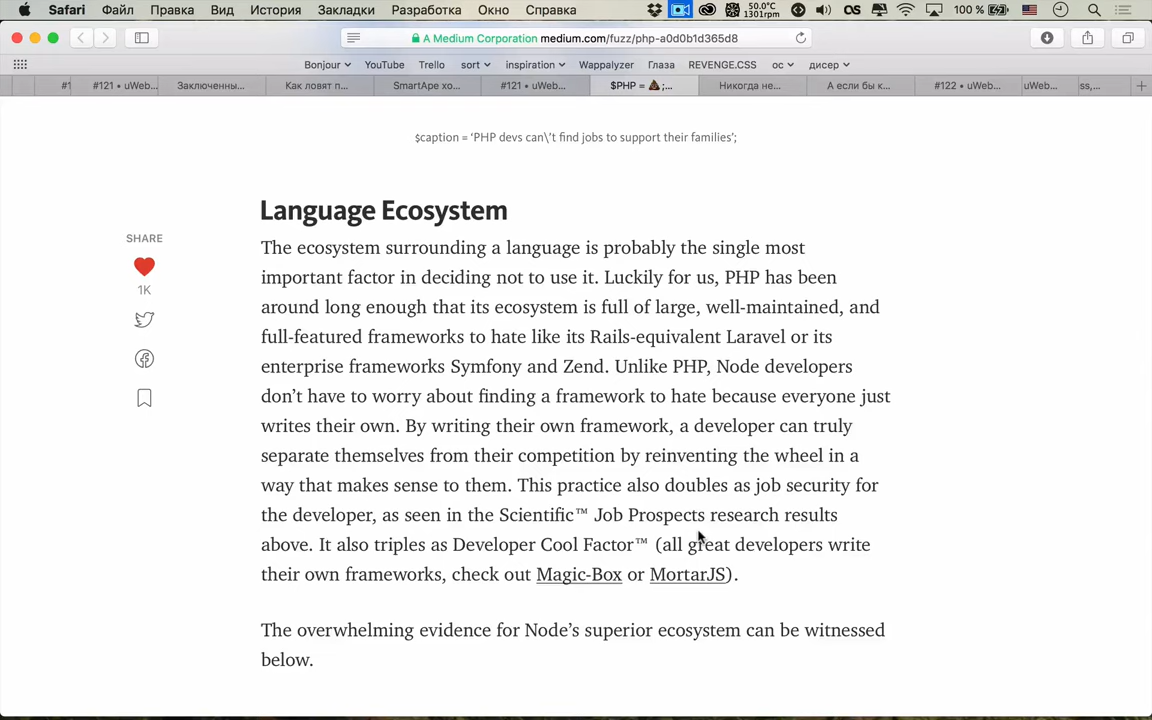 Safari Файл Правка Вид История Закладки Разработка Окно Справка 50.0°C 1301rpm 100 %
A Medium Corporation medium.com/fuzz/php-a0d0b1d365d8
Bonjour YouTube Trello sort inspiration Wappalyzer Глаза REVENGE.CSS ос дисер
#1 #121 • uWeb... Заключенны... Как ловят п... SmartApe хо... #121 • uWeb... $PHP = 💩;... Никогда не... А если бы к... #122 • uWeb... uWeb... ss,...
$caption = ‘PHP devs can\’t find jobs to support their families’;
Language Ecosystem
SHARE
1K
The ecosystem surrounding a language is probably the single most
important factor in deciding not to use it. Luckily for us, PHP has been
around long enough that its ecosystem is full of large, well-maintained, and
full-featured frameworks to hate like its Rails-equivalent Laravel or its
enterprise frameworks Symfony and Zend. Unlike PHP, Node developers
don’t have to worry about finding a framework to hate because everyone just
writes their own. By writing their own framework, a developer can truly
separate themselves from their competition by reinventing the wheel in a
way that makes sense to them. This practice also doubles as job security for
the developer, as seen in the Scientific™ Job Prospects research results
above. It also triples as Developer Cool Factor™ (all great developers write
their own frameworks, check out Magic-Box or MortarJS).
The overwhelming evidence for Node’s superior ecosystem can be witnessed
below.